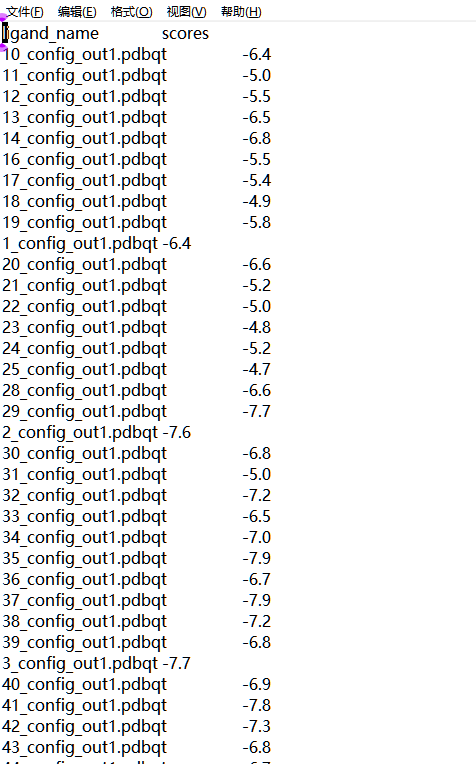 文件(F) 编辑(E) 格式(O) 视图(V) 帮助(H)
ligand_name scores
10_config_out1.pdbqt -6.4
11_config_out1.pdbqt -5.0
12_config_out1.pdbqt -5.5
13_config_out1.pdbqt -6.5
14_config_out1.pdbqt -6.8
16_config_out1.pdbqt -5.5
17_config_out1.pdbqt -5.4
18_config_out1.pdbqt -4.9
19_config_out1.pdbqt -5.8
1_config_out1.pdbqt -6.4
20_config_out1.pdbqt -6.6
21_config_out1.pdbqt -5.2
22_config_out1.pdbqt -5.0
23_config_out1.pdbqt -4.8
24_config_out1.pdbqt -5.2
25_config_out1.pdbqt -4.7
28_config_out1.pdbqt -6.6
29_config_out1.pdbqt -7.7
2_config_out1.pdbqt -7.6
30_config_out1.pdbqt -6.8
31_config_out1.pdbqt -5.0
32_config_out1.pdbqt -7.2
33_config_out1.pdbqt -6.5
34_config_out1.pdbqt -7.0
35_config_out1.pdbqt -7.9
36_config_out1.pdbqt -6.7
37_config_out1.pdbqt -7.9
38_config_out1.pdbqt -7.2
39_config_out1.pdbqt -6.8
3_config_out1.pdbqt -7.7
40_config_out1.pdbqt -6.9
41_config_out1.pdbqt -7.8
42_config_out1.pdbqt -7.3
43_config_out1.pdbqt -6.8